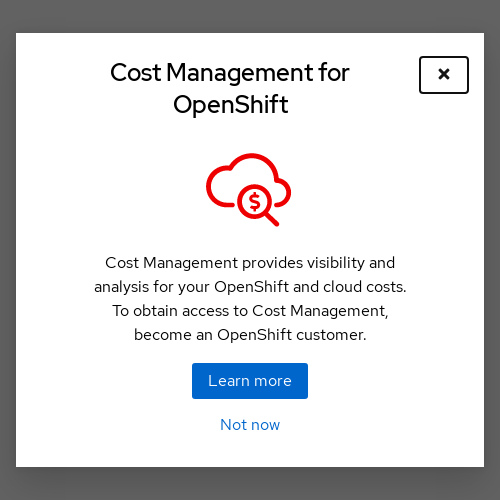 Cost Management for
OpenShift
$
Cost Management provides visibility and
analysis for your OpenShift and cloud costs.
To obtain access to Cost Management,
become an OpenShift customer.
Learn more
Not now